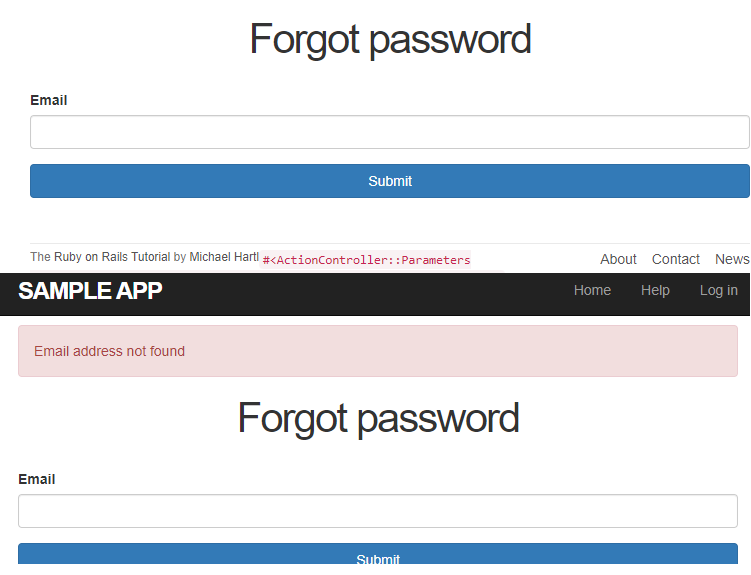 Forgot password
Email
Submit
The Ruby on Rails Tutorial by Michael Hartl #<ActionController::Parameters About Contact News
SAMPLE APP Home Help Log in
Email address not found
Forgot password
Email
Submit